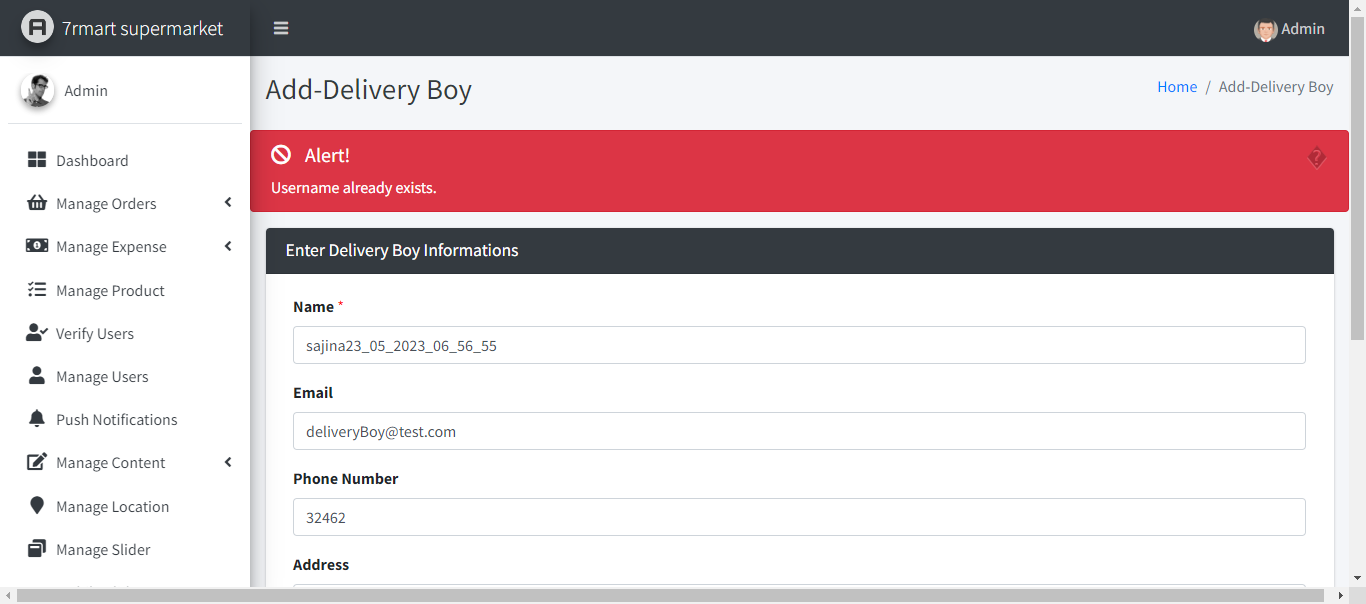 7rmart supermarket
Admin
Admin
Add-Delivery Boy
Home / Add-Delivery Boy
Alert!
Username already exists.
Dashboard
Manage Orders
Manage Expense
Manage Product
Verify Users
Manage Users
Push Notifications
Manage Content
Manage Location
Manage Slider
Enter Delivery Boy Informations
Name *
sajina23_05_2023_06_56_55
Email
deliveryBoy@test.com
Phone Number
32462
Address